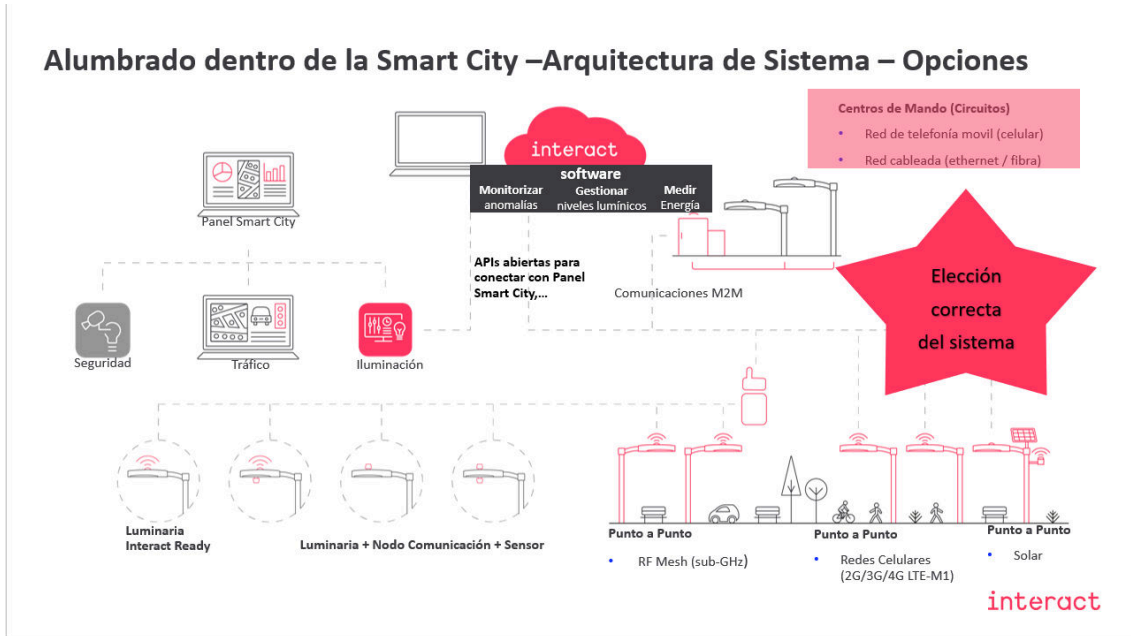 Alumbrado dentro de la Smart City –Arquitectura de Sistema – Opciones
Centros de Mando (Circuitos)
• Red de telefonía movil (celular)
• Red cableada (ethernet / fibra)
interact
software
Monitorizar
anomalías
Gestionar
niveles lumínicos
Medir
Energía
Panel Smart City
APIs abiertas para
conectar con Panel
Smart City,...
Comunicaciones M2M
Elección
correcta
del sistema
Seguridad
Tráfico
Iluminación
Luminaria
Interact Ready
Luminaria + Nodo Comunicación + Sensor
Punto a Punto
• RF Mesh (sub-GHz)
Punto a Punto
• Redes Celulares
(2G/3G/4G LTE-M1)
Punto a Punto
• Solar
interact